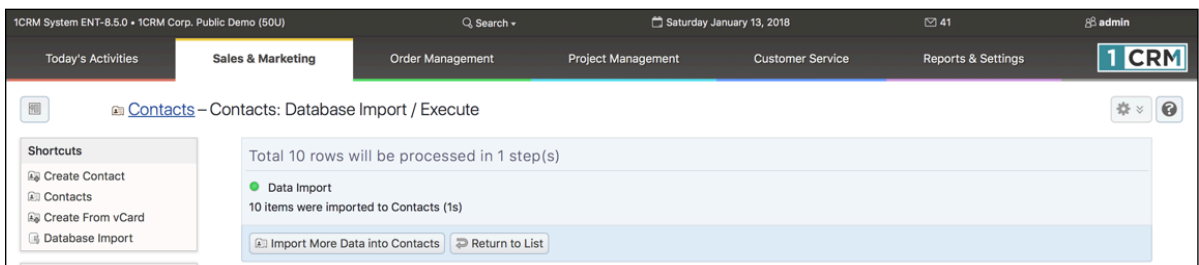 1CRM System ENT-8.5.0 • 1CRM Corp. Public Demo (50U) Search Saturday January 13, 2018 41 admin
Today's Activities Sales & Marketing Order Management Project Management Customer Service Reports & Settings 1 CRM
Contacts – Contacts: Database Import / Execute
Shortcuts
Create Contact
Contacts
Create From vCard
Database Import
Total 10 rows will be processed in 1 step(s)
Data Import
10 items were imported to Contacts (1s)
Import More Data into Contacts Return to List